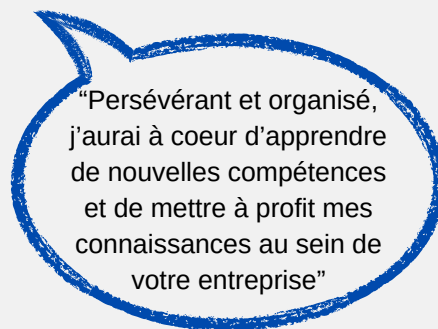 “Persévérant et organisé,
j’aurai à coeur d’apprendre
de nouvelles compétences
et de mettre à profit mes
connaissances au sein de
votre entreprise”